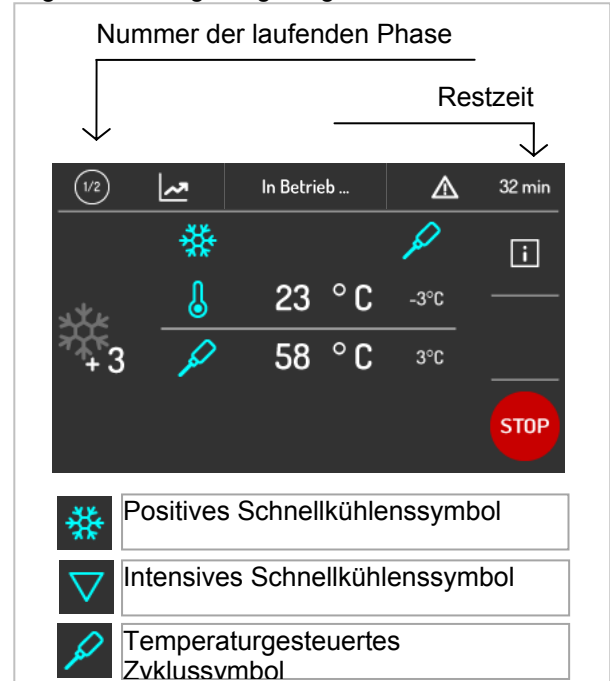 Nummer der laufenden Phase
Restzeit
1/2
In Betrieb ...
32 min
i
23 °C
-3°C
+ 3
58 °C
3°C
STOP
Positives Schnellkühlenssymbol
Intensives Schnellkühlenssymbol
Temperaturgesteuertes
Zyklussymbol